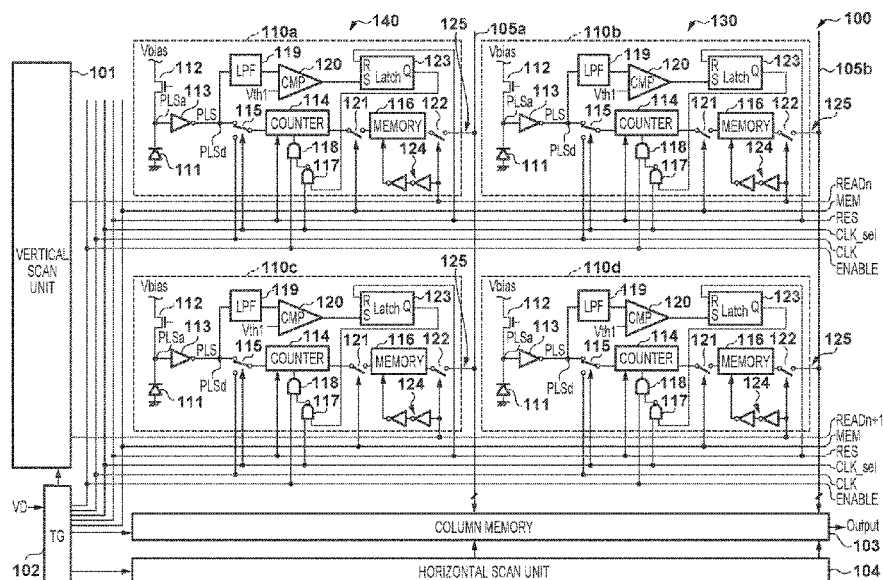 140 125 105a 130 100
110a 110b
Vbias 119 120 123 Vbias 119 120 123 105b
101 112 LPF CMP R S Latch Q 112 LPF CMP R S Latch Q
PLSa 113 Vth1 114 121 116 122 PLSa 113 Vth1 114 121 116 122 125
PLS 115 COUNTER MEMORY PLS 115 COUNTER MEMORY
PLSd 118 PLSd 118
111 117 124 111 117 124
READn
MEM
RES
CLK_sel
CLK
ENABLE
VERTICAL SCAN UNIT
110c 125 110d
Vbias 119 120 123 Vbias 119 120 123
112 LPF CMP R S Latch Q 112 LPF CMP R S Latch Q
PLSa 113 Vth1 114 121 116 122 PLSa 113 Vth1 114 121 116 122 125
PLS 115 COUNTER MEMORY PLS 115 COUNTER MEMORY
PLSd 118 PLSd 118
111 117 124 111 117 124
READn+1
MEM
RES
CLK_sel
CLK
ENABLE
VD TG COLUMN MEMORY Output
102 103
HORIZONTAL SCAN UNIT 104